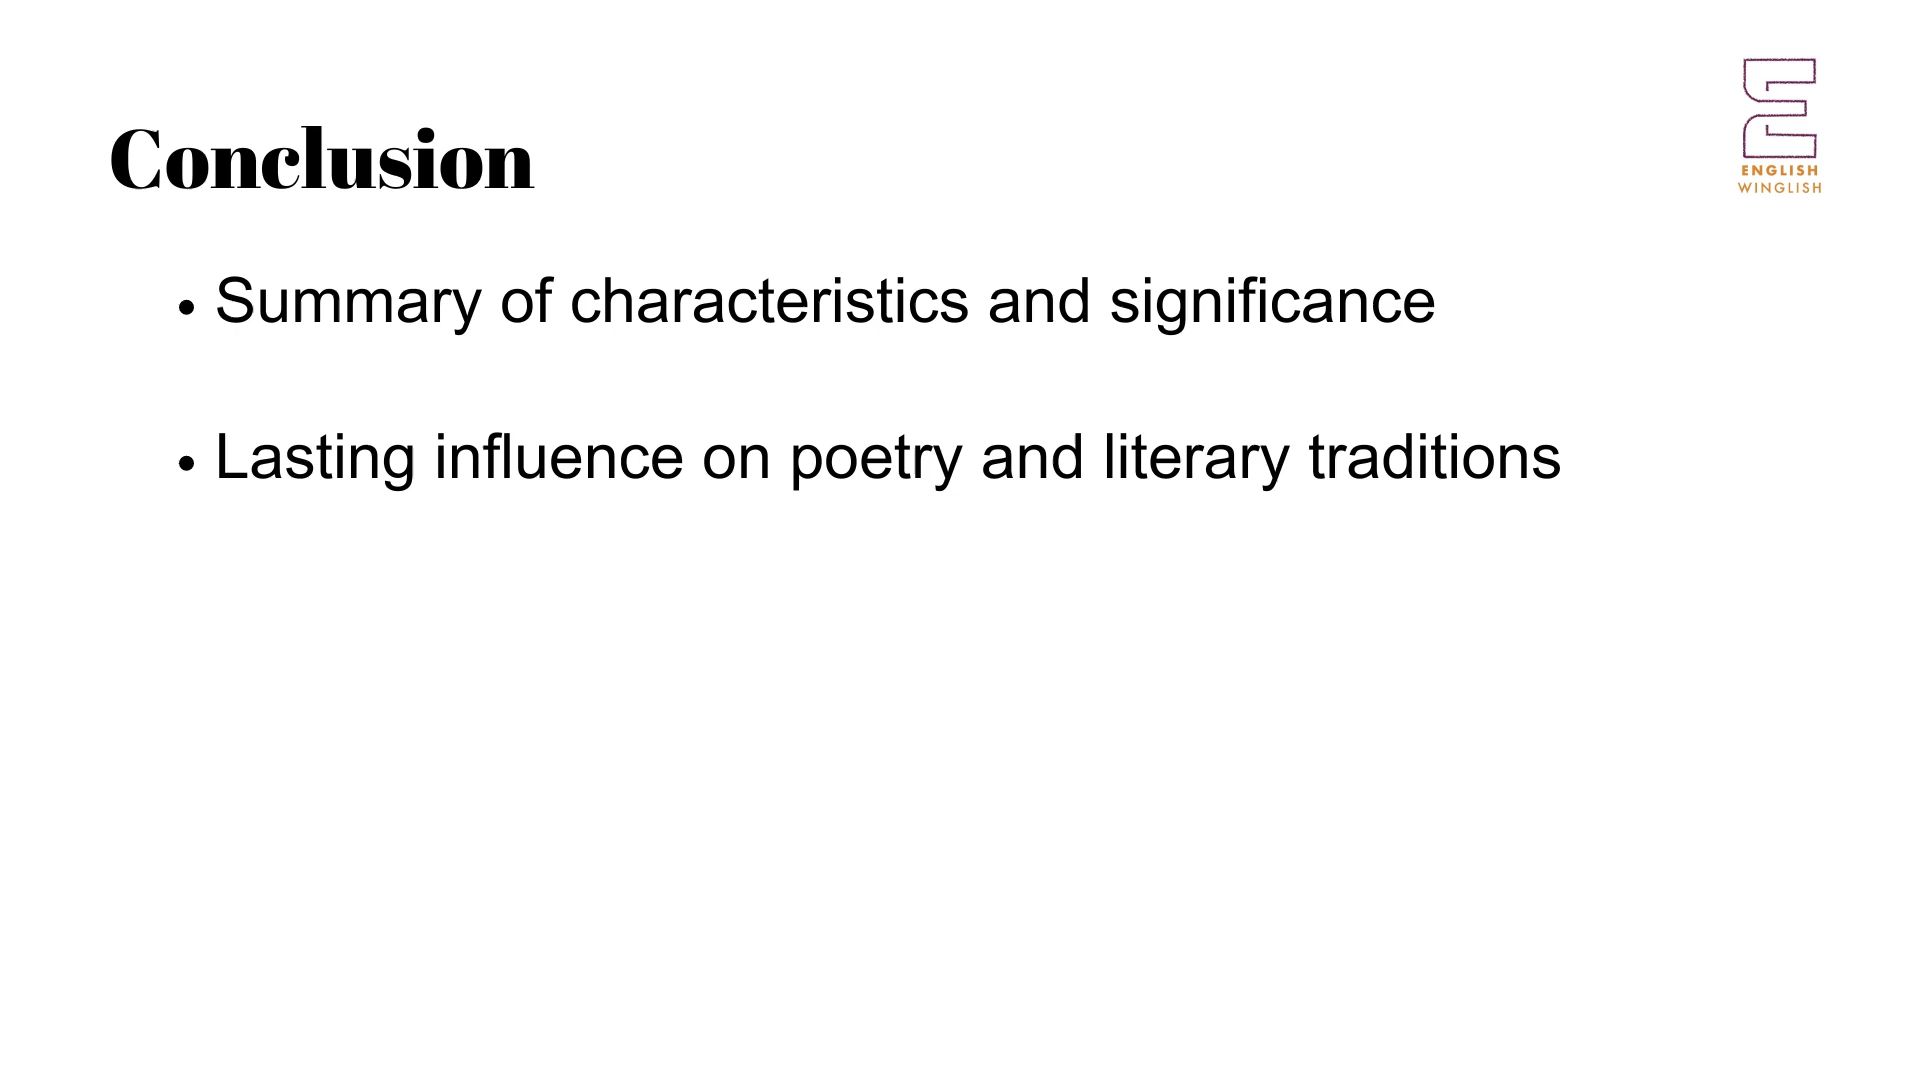 Conclusion
ENGLISH
WINGLISH
• Summary of characteristics and significance
• Lasting influence on poetry and literary traditions